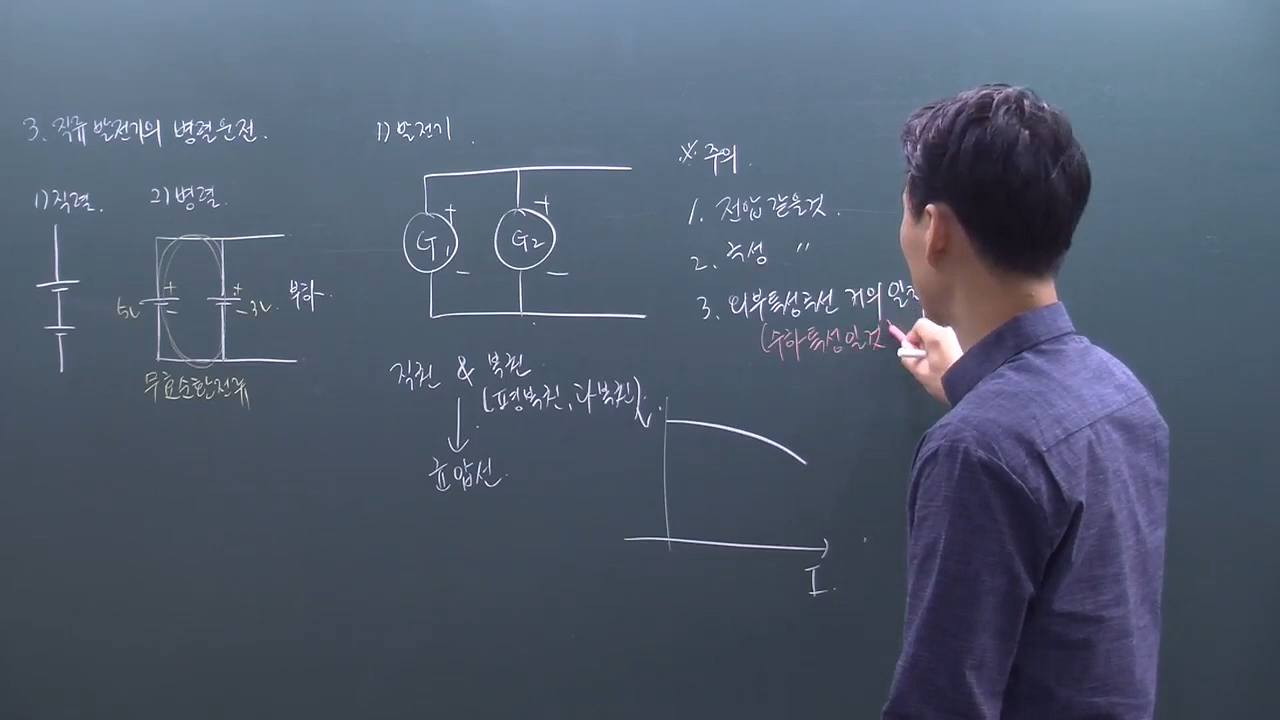 3. 직류 발전기의 병렬운전.
1) 직렬.
2) 병렬.
5V
+
-
+
- 3V
부하.
무효순환전류
1) 발전기
G1
+
-
G2
+
-
직권 & 복권
(평복권, 과복권)
균압선
※ 주의.
1. 전압 같을것.
2. 극성 〃
3. 외부특성곡선 거의 일치
(수하특성일것
V
I